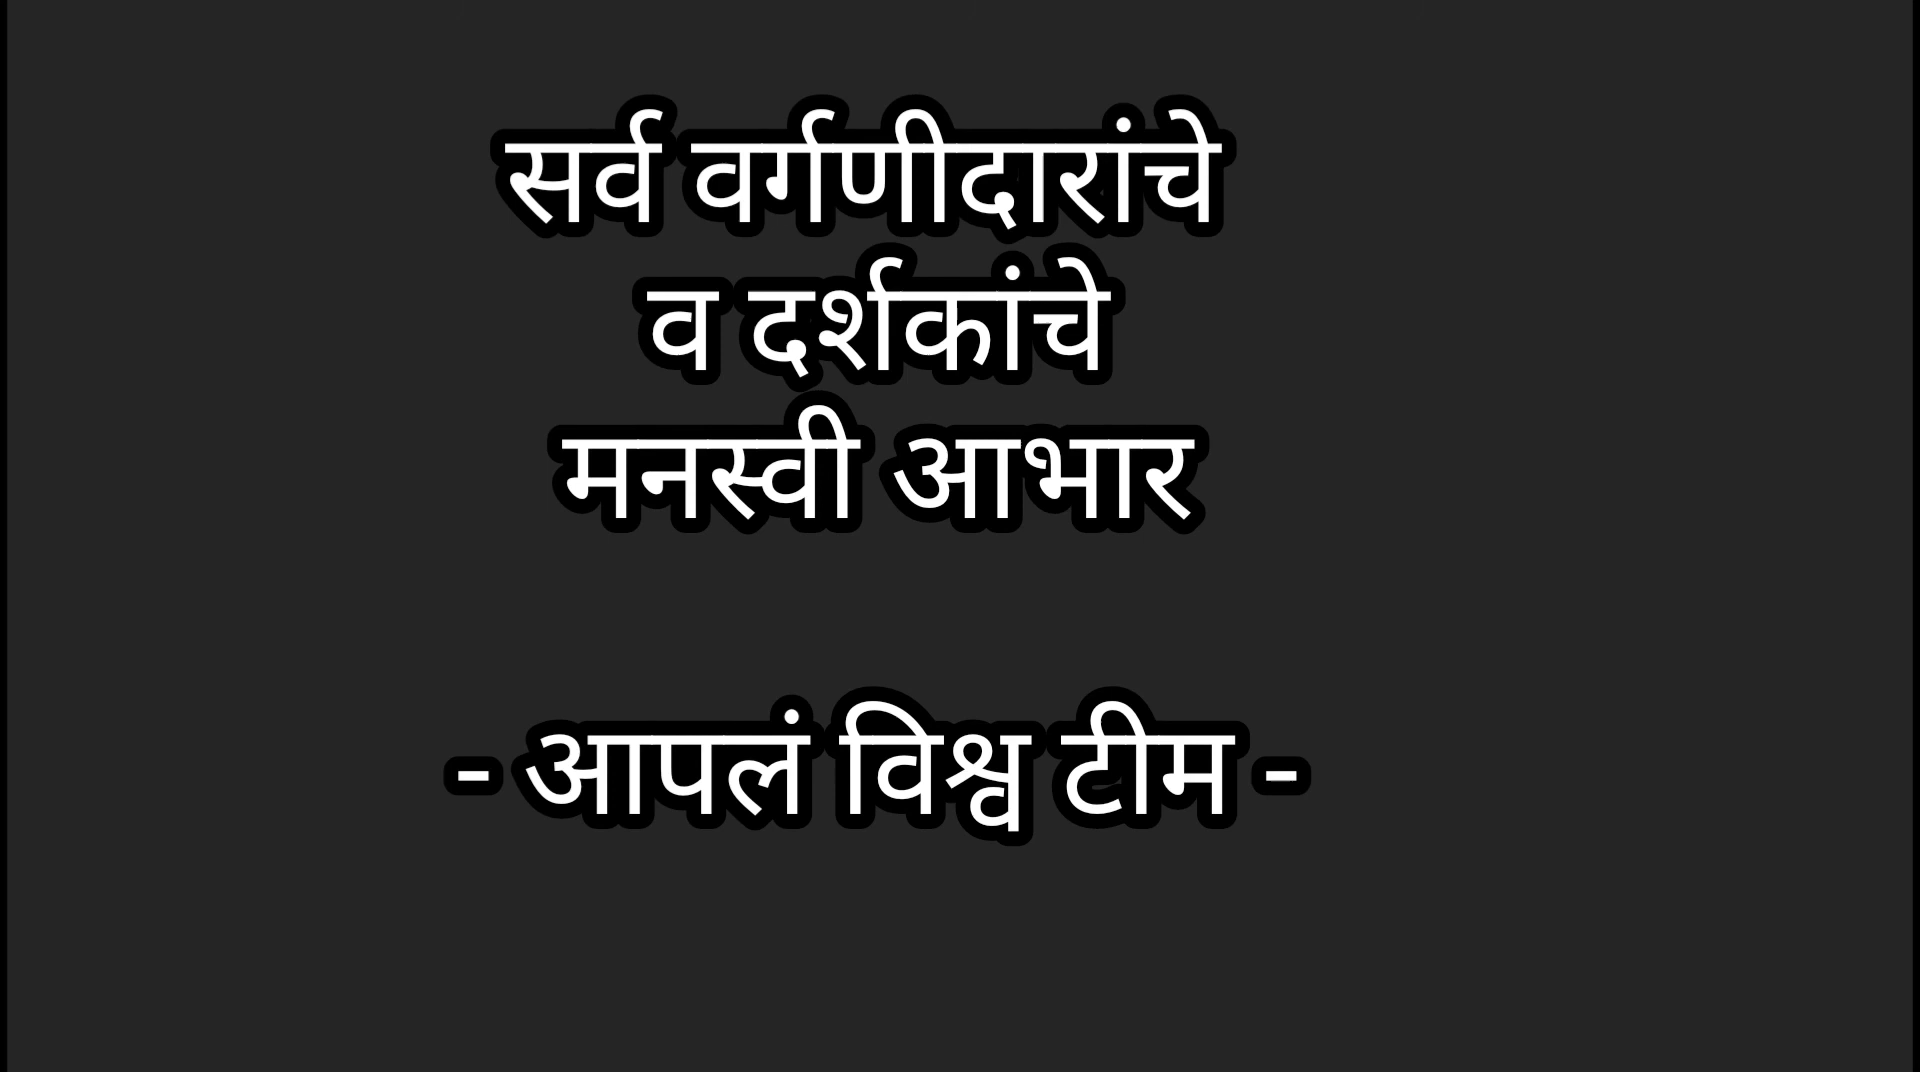 सर्व वर्गणीदारांचे
व दर्शकांचे
मनस्वी आभार
- आपलं विश्व टीम -